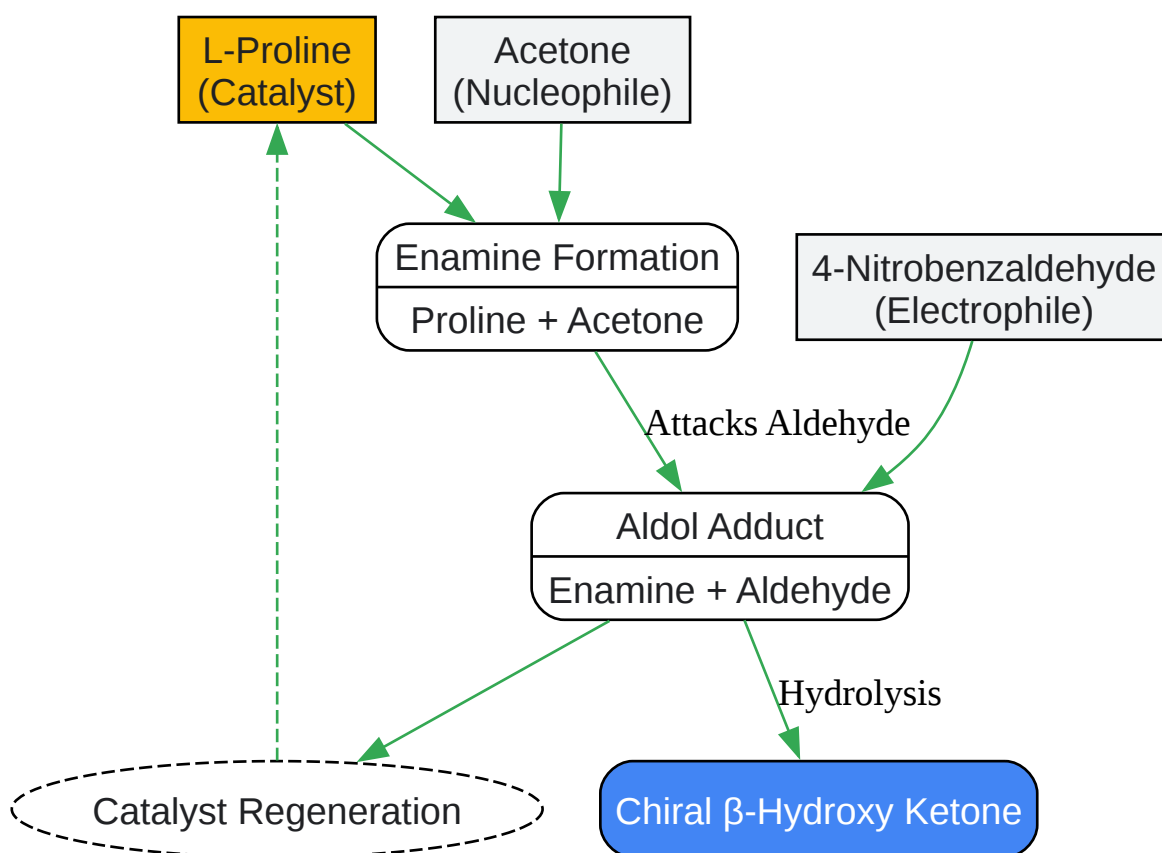 L-Proline
(Catalyst)
Acetone
(Nucleophile)
Enamine Formation
Proline + Acetone
4-Nitrobenzaldehyde
(Electrophile)
Attacks Aldehyde
Aldol Adduct
Enamine + Aldehyde
Hydrolysis
Catalyst Regeneration
Chiral β-Hydroxy Ketone